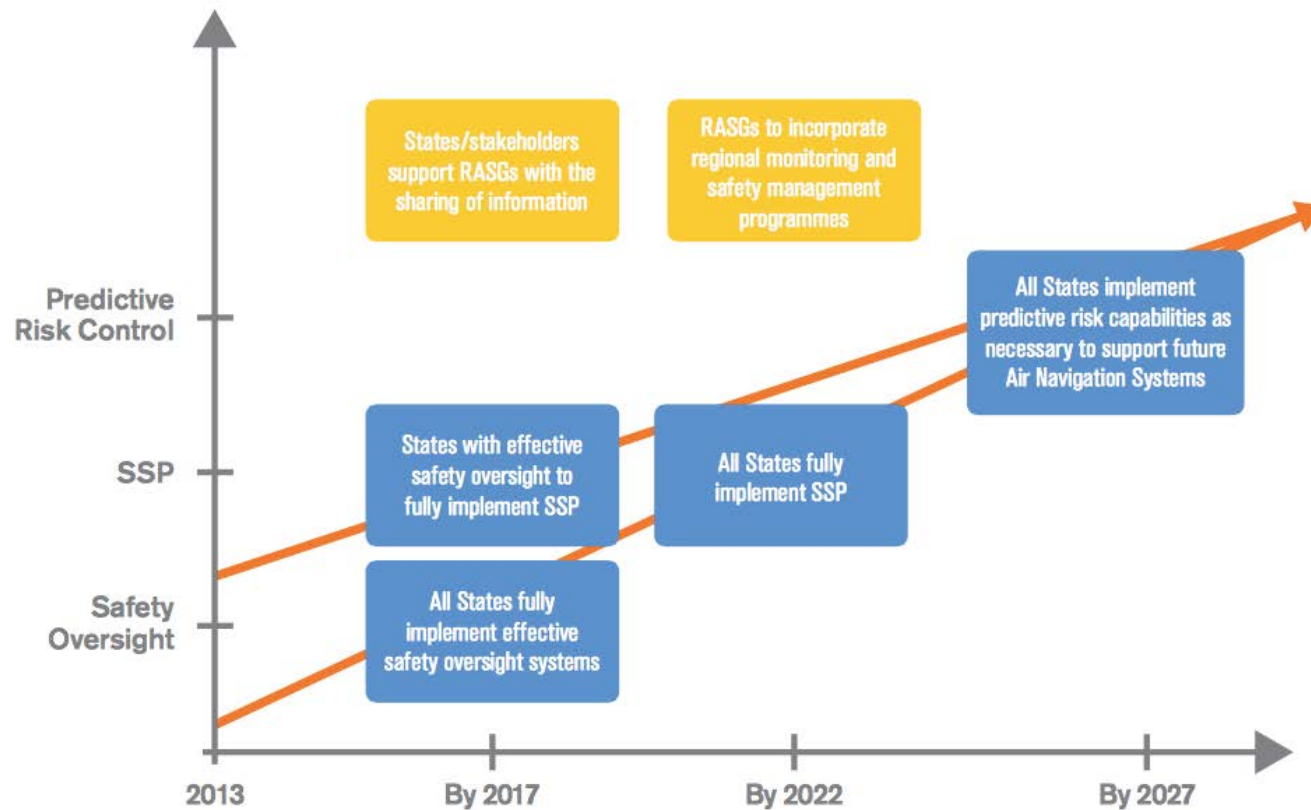 States/stakeholders
support RASGs with the
sharing of information
RASGs to incorporate
regional monitoring and
safety management
programmes
Predictive
Risk Control
All States implement
predictive risk capabilities as
necessary to support future
Air Navigation Systems
SSP
States with effective
safety oversight to
fully implement SSP
All States fully
implement SSP
Safety
Oversight
All States fully
implement effective
safety oversight systems
2013
By 2017
By 2022
By 2027